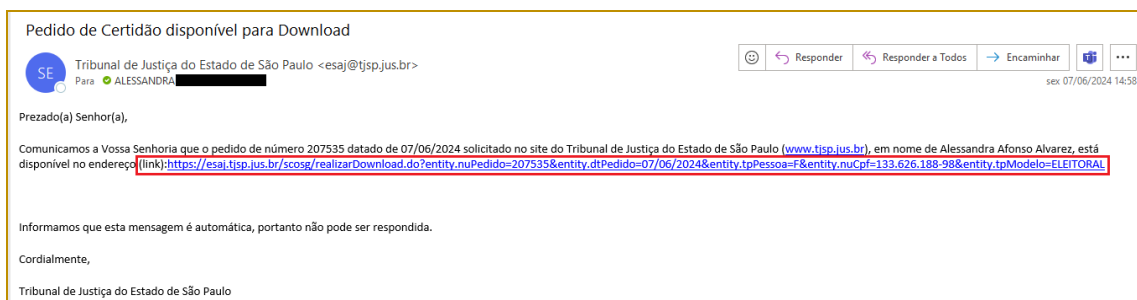 Pedido de Certidão disponível para Download
SE
Tribunal de Justiça do Estado de São Paulo <esaj@tjsp.jus.br>
Para ALESSANDRA
Responder
Responder a Todos
Encaminhar
sex 07/06/2024 14:58
Prezado(a) Senhor(a),
Comunicamos a Vossa Senhoria que o pedido de número 207535 datado de 07/06/2024 solicitado no site do Tribunal de Justiça do Estado de São Paulo (www.tjsp.jus.br), em nome de Alessandra Afonso Alvarez, está
disponível no endereço (link):https://esaj.tjsp.jus.br/scosg/realizarDownload.do?entity.nuPedido=207535&entity.dtPedido=07/06/2024&entity.tpPessoa=F&entity.nuCpf=133.626.188-98&entity.tpModelo=ELEITORAL
Informamos que esta mensagem é automática, portanto não pode ser respondida.
Cordialmente,
Tribunal de Justiça do Estado de São Paulo